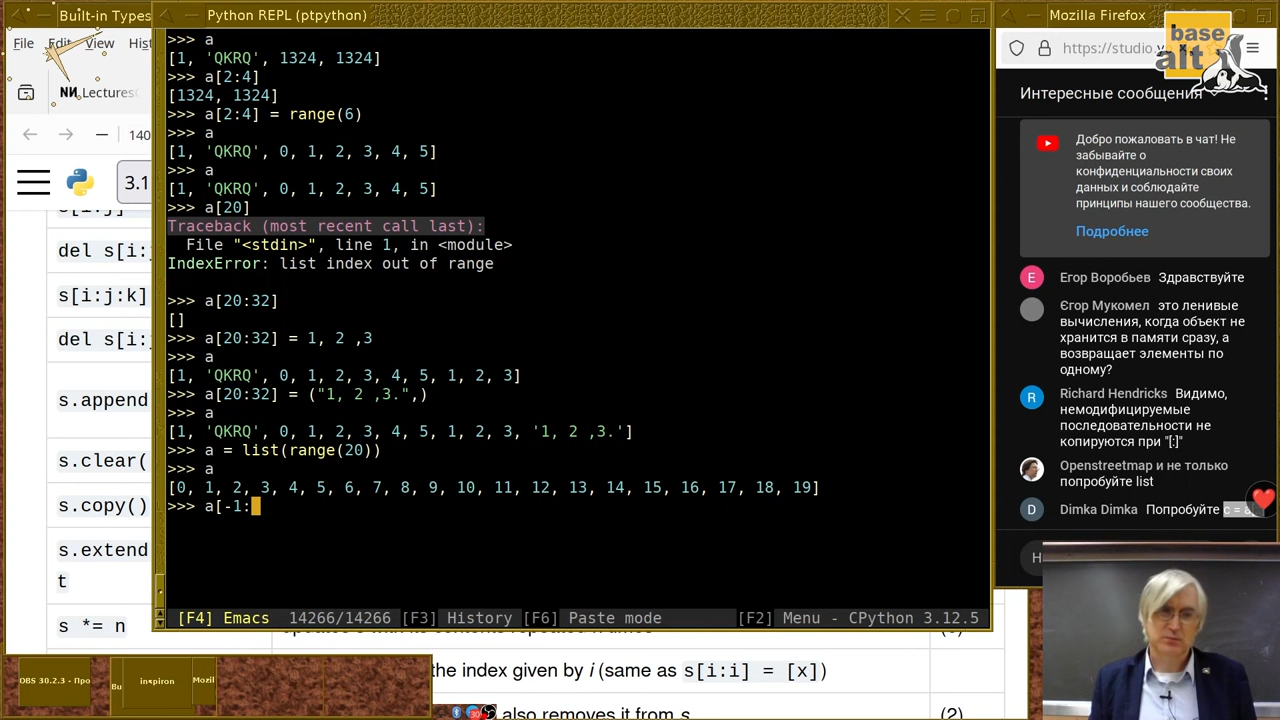 Built-in Types
Python REPL (ptpython)
Mozilla Firefox
File Edit View Hist
Lectures
140
3.1
s[i:j]
del s[i:
s[i:j:k]
del s[i:
s.append
s.clear(
s.copy()
s.extend
t
s *= n
>>> a
[1, 'QKRQ', 1324, 1324]
>>> a[2:4]
[1324, 1324]
>>> a[2:4] = range(6)
>>> a
[1, 'QKRQ', 0, 1, 2, 3, 4, 5]
>>> a
[1, 'QKRQ', 0, 1, 2, 3, 4, 5]
>>> a[20]
Traceback (most recent call last):
File "<stdin>", line 1, in <module>
IndexError: list index out of range
>>> a[20:32]
[]
>>> a[20:32] = 1, 2 ,3
>>> a
[1, 'QKRQ', 0, 1, 2, 3, 4, 5, 1, 2, 3]
>>> a[20:32] = ("1, 2 ,3.",)
>>> a
[1, 'QKRQ', 0, 1, 2, 3, 4, 5, 1, 2, 3, '1, 2 ,3.']
>>> a = list(range(20))
>>> a
[0, 1, 2, 3, 4, 5, 6, 7, 8, 9, 10, 11, 12, 13, 14, 15, 16, 17, 18, 19]
>>> a[-1:
[F4] Emacs 14266/14266 [F3] History [F6] Paste mode [F2] Menu - CPython 3.12.5
the index given by i (same as s[i:i] = [x])
also removes it from s
(2)
OBS 30.2.3 - Про
Bu
inspiron
Mozil
30
https://studio.yo
base
alt
Интересные сообщения
Добро пожаловать в чат! Не
забывайте о
конфиденциальности своих
данных и соблюдайте
принципы нашего сообщества.
Подробнее
Е Егор Воробьев Здравствуйте
Єгор Мукомел это ленивые
вычисления, когда объект не
хранится в памяти сразу, а
возвращает элементы по
одному?
R Richard Hendricks Видимо,
немодифицируемые
последовательности не
копируются при "[:]"
Openstreetmap и не только
попробуйте list
D Dimka Dimka Попробуйте c = a